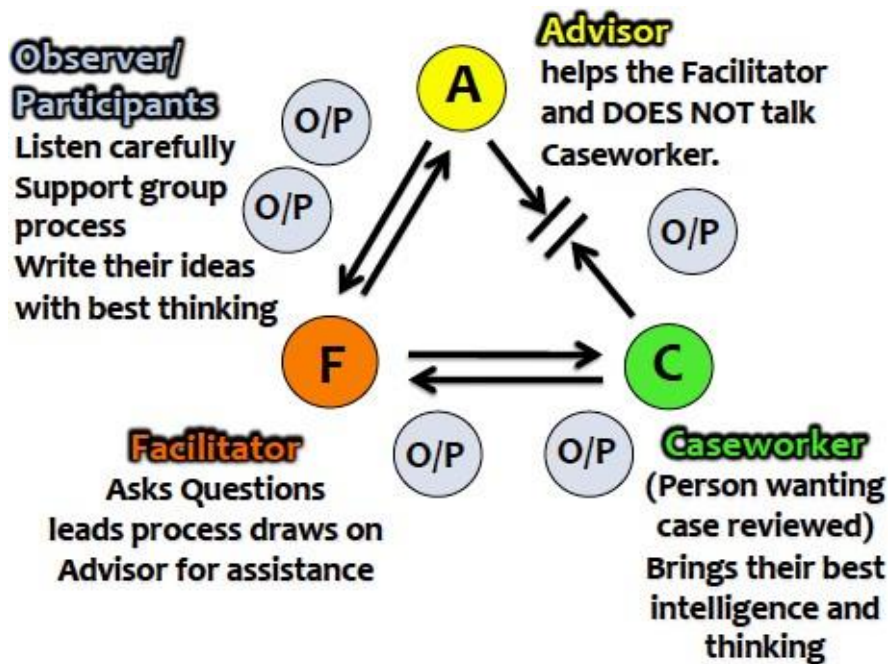 Observer/
Participants
Listen carefully
Support group
process
Write their ideas
with best thinking
O/P
O/P
A
Advisor
helps the Facilitator
and DOES NOT talk
Caseworker.
O/P
F
C
Facilitator
Asks Questions
leads process draws on
Advisor for assistance
O/P
O/P
Caseworker
(Person wanting
case reviewed)
Brings their best
intelligence and
thinking